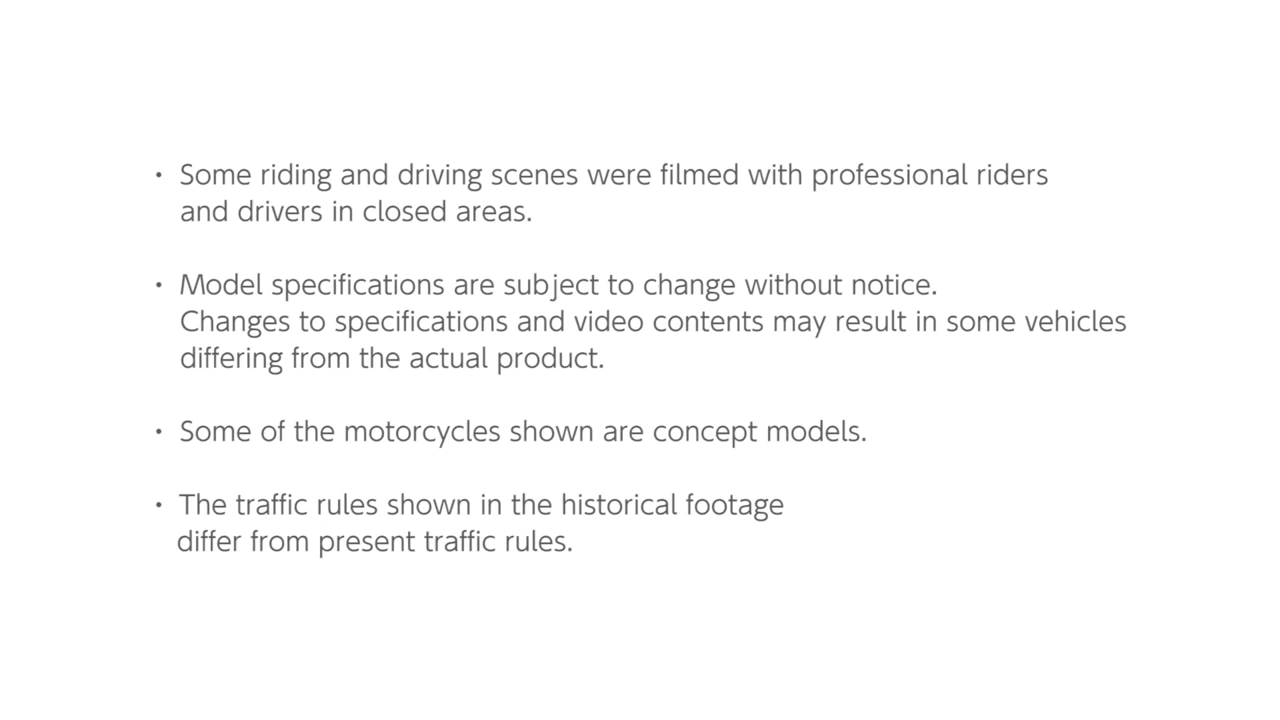 ・ Some riding and driving scenes were filmed with professional riders
and drivers in closed areas.
・ Model specifications are subject to change without notice.
Changes to specifications and video contents may result in some vehicles
differing from the actual product.
・ Some of the motorcycles shown are concept models.
・ The traffic rules shown in the historical footage
differ from present traffic rules.